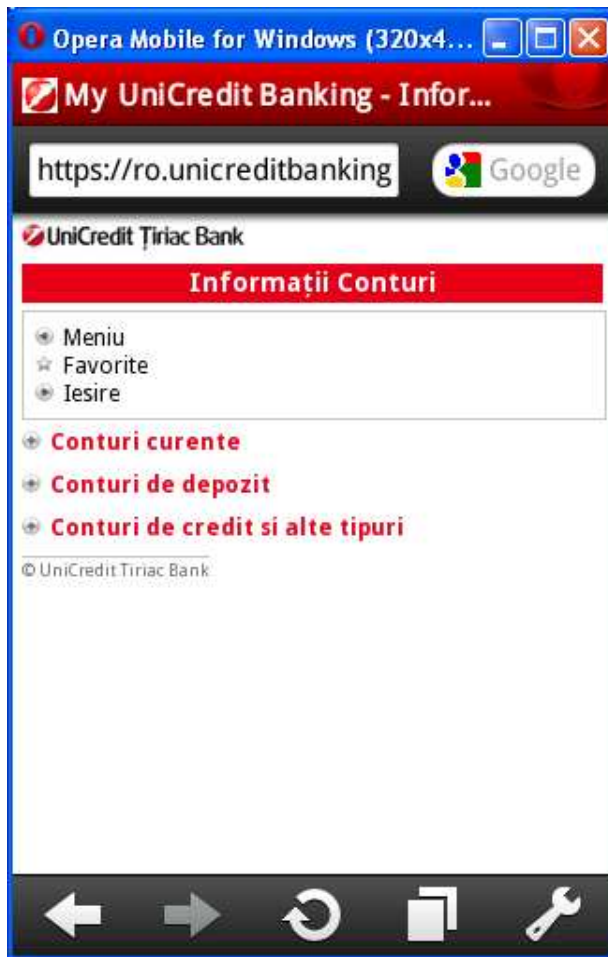 Opera Mobile for Windows (320x4...
My UniCredit Banking - Infor...
https://ro.unicreditbanking
Google
UniCredit Țiriac Bank
Informații Conturi
Meniu
Favorite
Iesire
Conturi curente
Conturi de depozit
Conturi de credit si alte tipuri
© UniCredit Tiriac Bank